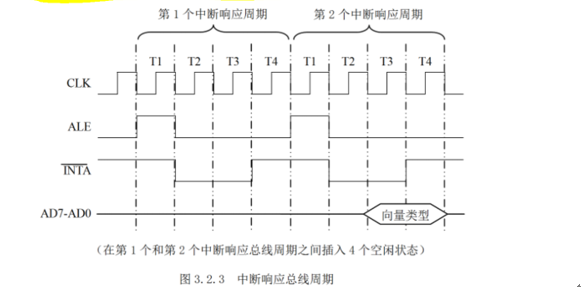 第 1 个中断响应周期 第 2 个中断响应周期
T1 T2 T3 T4 T1 T2 T3 T4
CLK
ALE
INTA
AD7-AD0 向量类型
(在第 1 个和第 2 个中断响应总线周期之间插入 4 个空闲状态)
图 3.2.3 中断响应总线周期